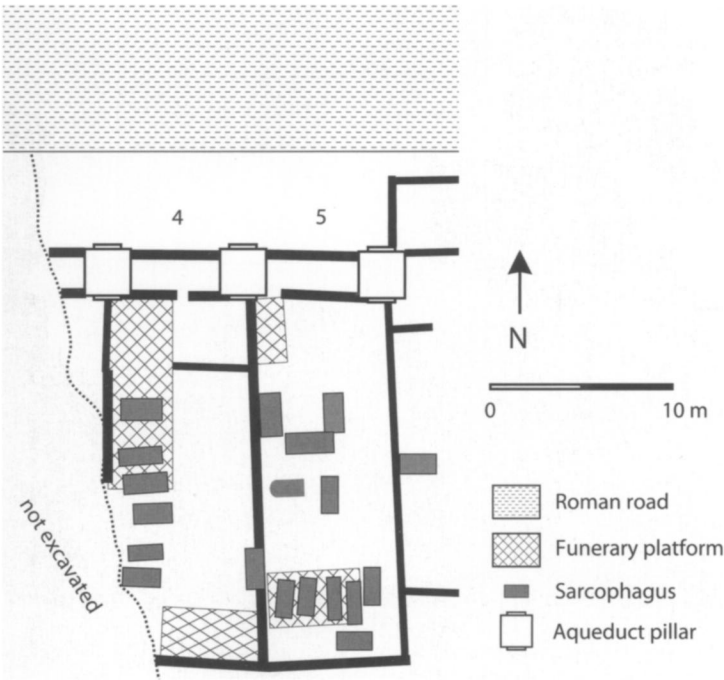 4
5
N
0
10 m
not excavated
Roman road
Funerary platform
Sarcophagus
Aqueduct pillar